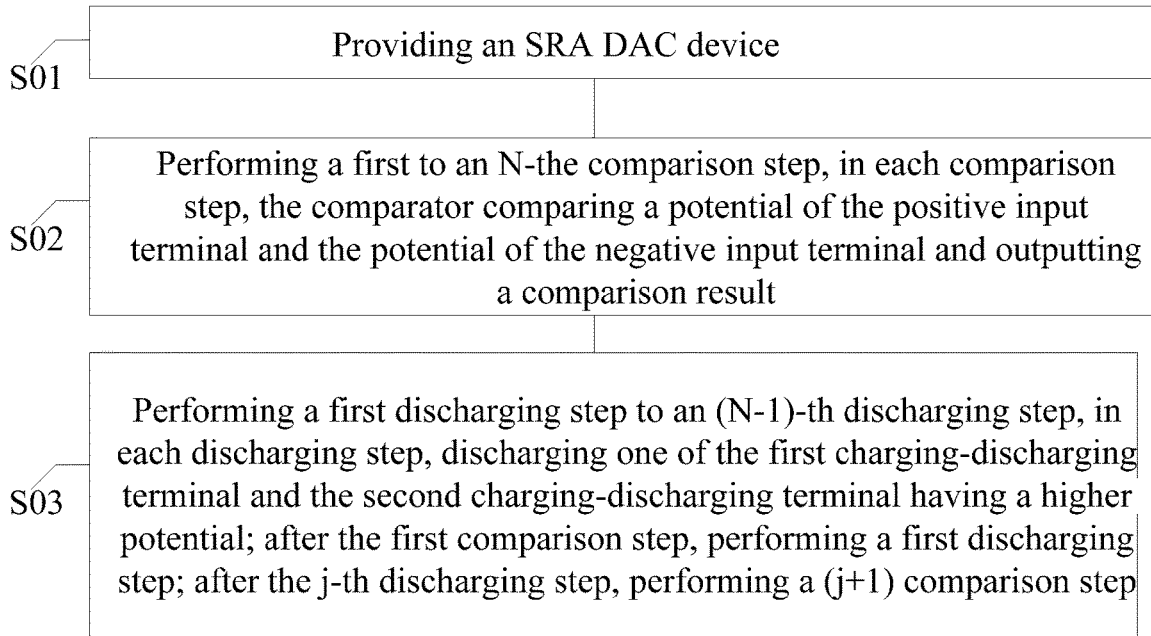 Providing an SRA DAC device
S01
Performing a first to an N-the comparison step, in each comparison
step, the comparator comparing a potential of the positive input
terminal and the potential of the negative input terminal and outputting
a comparison result
S02
Performing a first discharging step to an (N-1)-th discharging step, in
each discharging step, discharging one of the first charging-discharging
terminal and the second charging-discharging terminal having a higher
potential; after the first comparison step, performing a first discharging
step; after the j-th discharging step, performing a (j+1) comparison step
S03